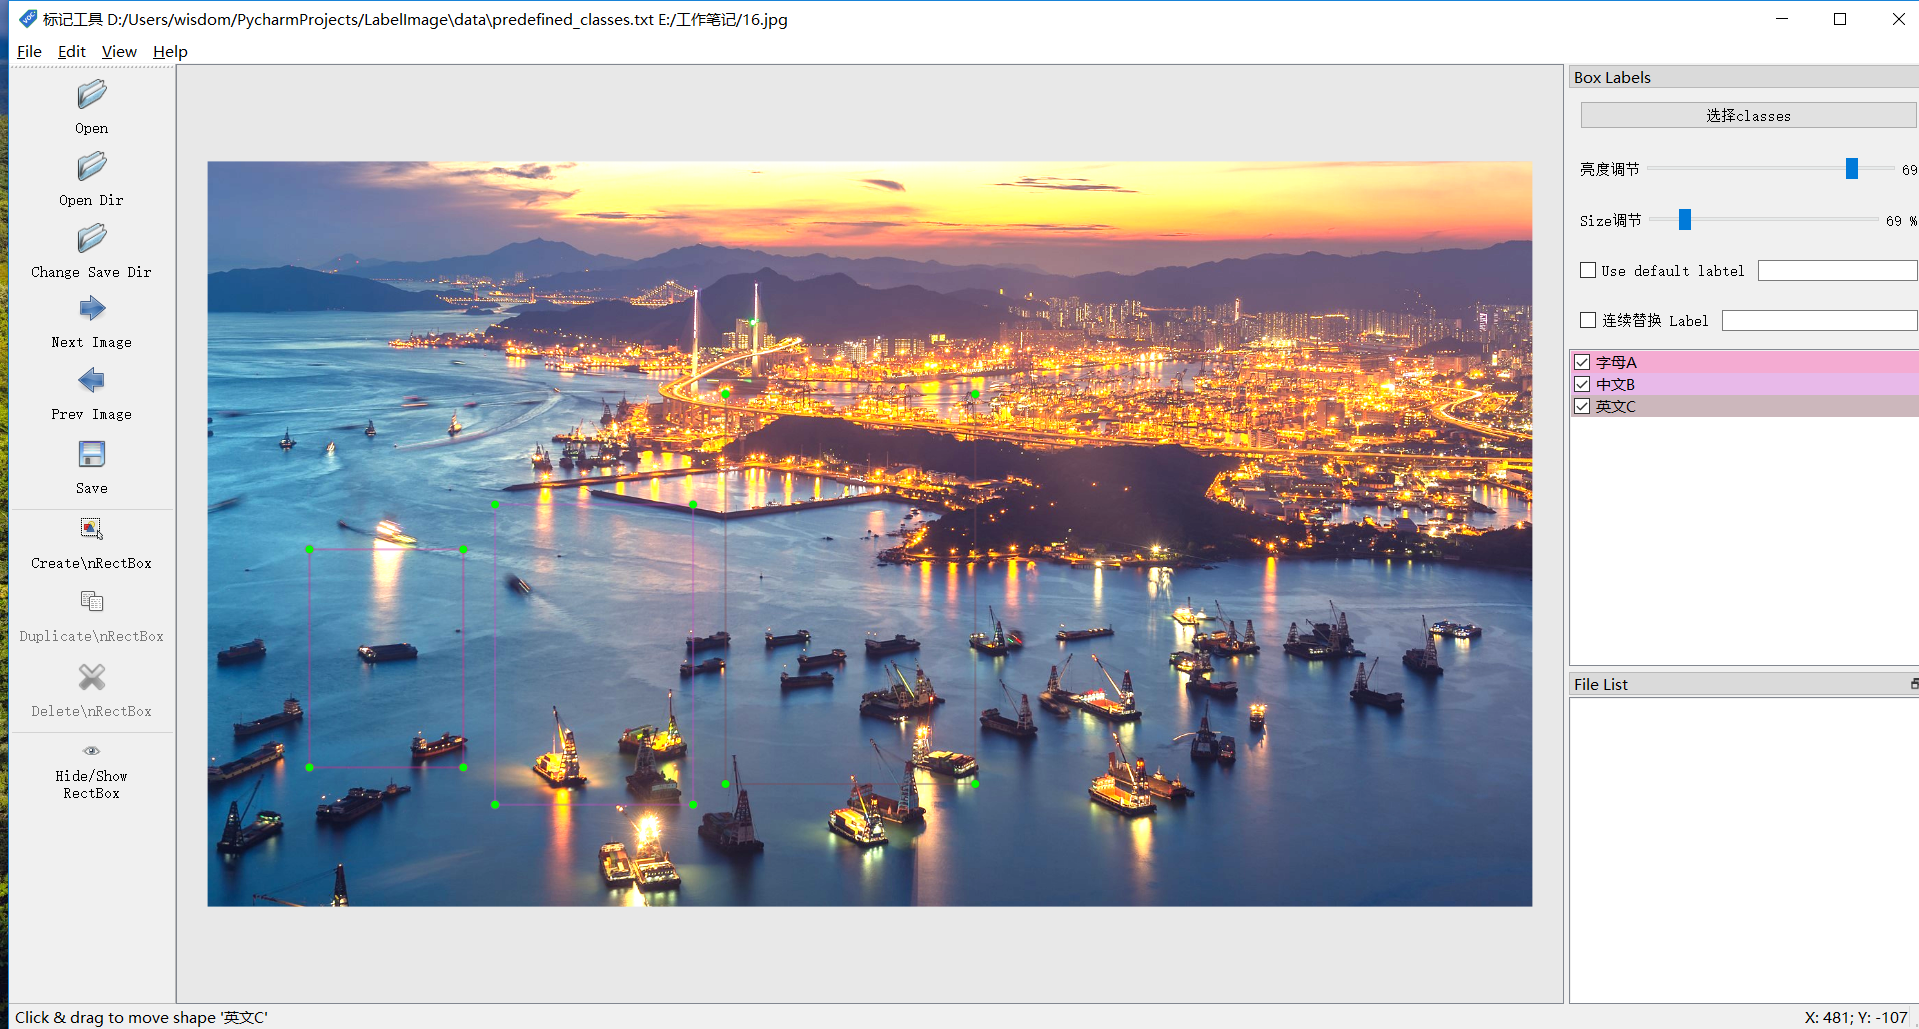 标记工具 D:/Users/wisdom/PycharmProjects/LabelImage\data\predefined_classes.txt E:/工作笔记/16.jpg
File Edit View Help
Open
Open Dir
Change Save Dir
Next Image
Prev Image
Save
Create\nRectBox
Duplicate\nRectBox
Delete\nRectBox
Hide/Show
RectBox
Box Labels
选择classes
亮度调节 69
Size调节 69 %
Use default labtel
连续替换 Label
字母A
中文B
英文C
File List
Click & drag to move shape '英文C'
X: 481; Y: -107